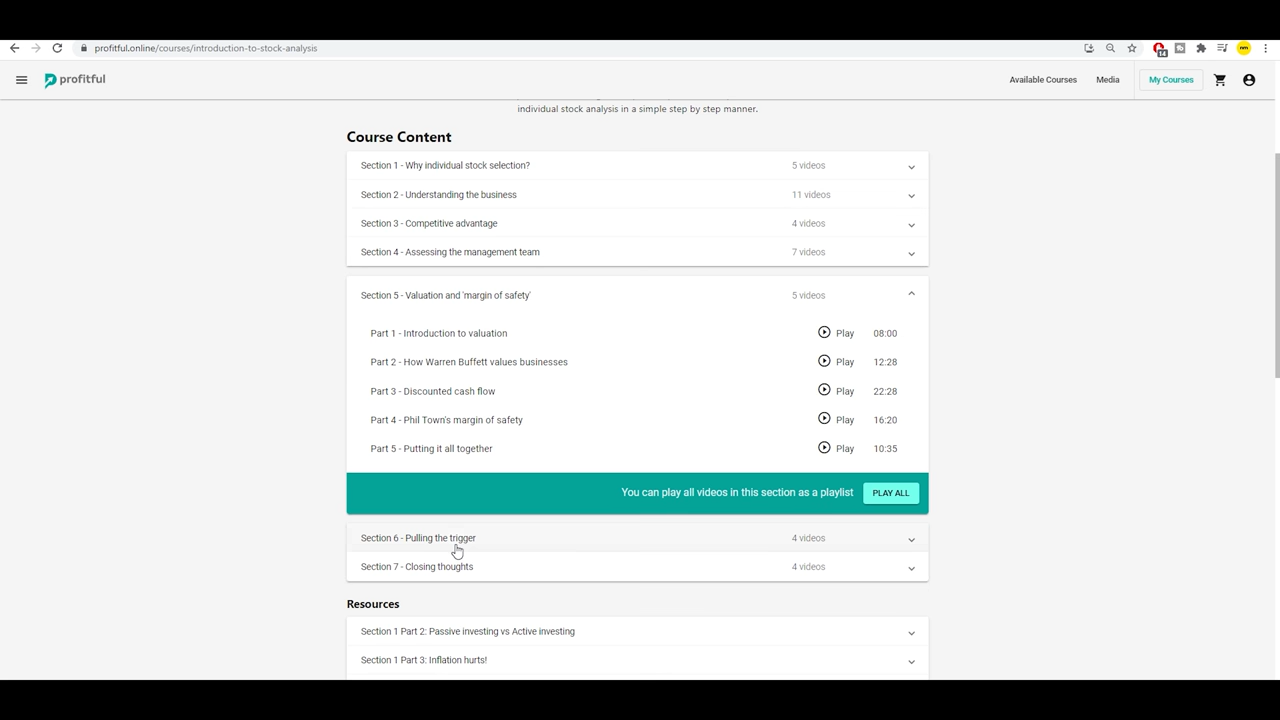 profitful.online/courses/introduction-to-stock-analysis
14
nm
profitful
Available Courses
Media
My Courses
individual stock analysis in a simple step by step manner.
Course Content
Section 1 - Why individual stock selection? 5 videos
Section 2 - Understanding the business 11 videos
Section 3 - Competitive advantage 4 videos
Section 4 - Assessing the management team 7 videos
Section 5 - Valuation and 'margin of safety' 5 videos
Part 1 - Introduction to valuation Play 08:00
Part 2 - How Warren Buffett values businesses Play 12:28
Part 3 - Discounted cash flow Play 22:28
Part 4 - Phil Town's margin of safety Play 16:20
Part 5 - Putting it all together Play 10:35
You can play all videos in this section as a playlist PLAY ALL
Section 6 - Pulling the trigger 4 videos
Section 7 - Closing thoughts 4 videos
Resources
Section 1 Part 2: Passive investing vs Active investing
Section 1 Part 3: Inflation hurts!